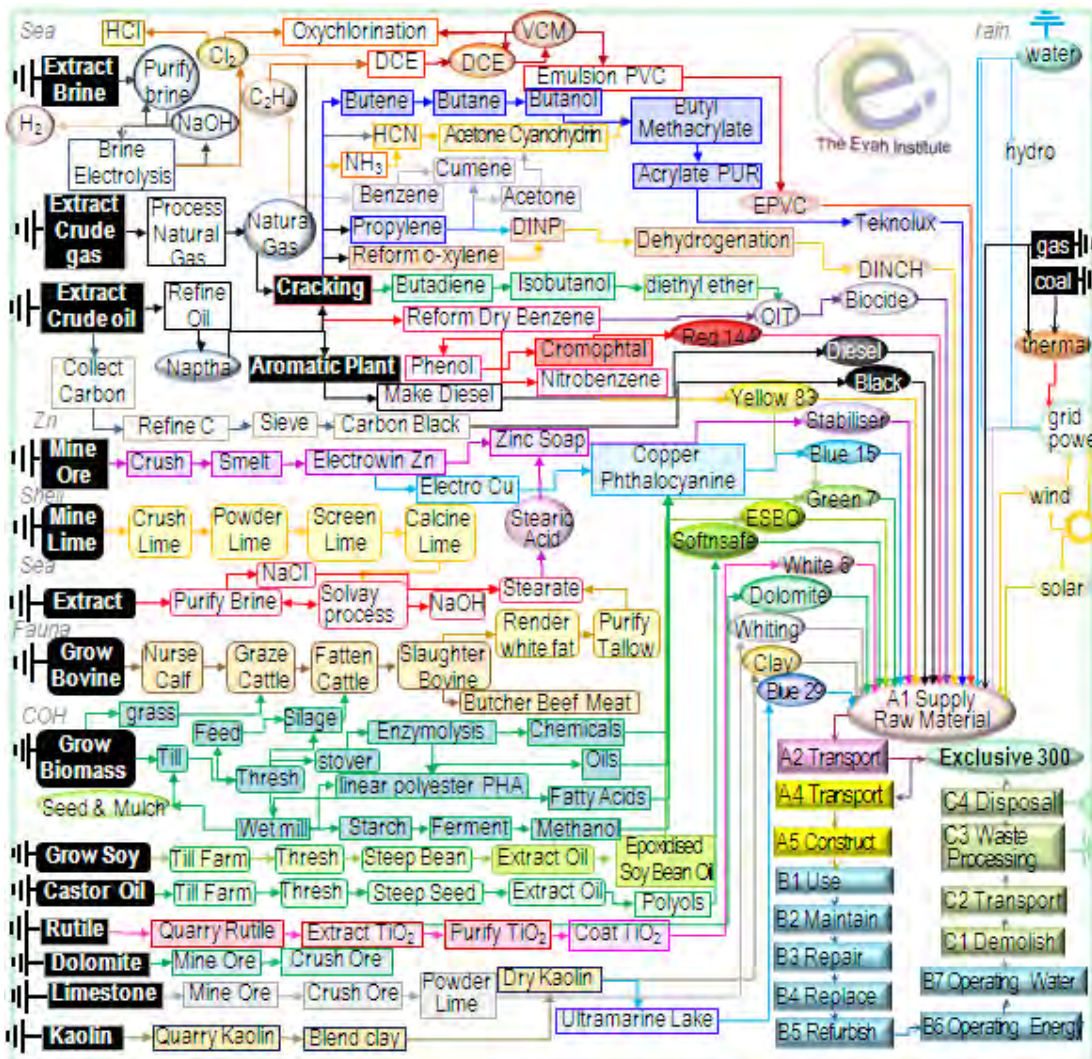 Sea
HCl
Cl2
Oxychlorination
VCM
rain
water
Extract
Brine
Purify
brine
C2H4
DCE
DCE
Emulsion PVC
The Evah Institute
H2
NaOH
Brine
Electrolysis
Butene
Butane
Butanol
Butyl
Methacrylate
HCN
Acetone Cyanohydrin
NH3
Cumene
Benzene
Acetone
Acrylate PUR
hydro
Extract
Crude
gas
Process
Natural
Gas
Natural
Gas
Propylene
DINP
Reform o-xylene
EPVC
Teknolux
Dehydrogenation
DINCH
gas
coal
Cracking
Butadiene
Isobutanol
diethyl ether
Biocide
OIT
Extract
Crude oil
Refine
Oil
Naptha
Reform Dry Benzene
Red 144
Cromophtal
Phenol
Nitrobenzene
Aromatic Plant
Make Diesel
Diesel
Black
thermal
Collect
Carbon
Yellow 83
Refine C
Sieve
Carbon Black
Stabiliser
grid
power
Zn
Mine
Ore
Crush
Smelt
Electrowin Zn
Zinc Soap
Electro Cu
Copper
Phthalocyanine
Blue 15
Green 7
wind
Shell
Mine
Lime
Crush
Lime
Powder
Lime
Screen
Lime
Calcine
Lime
Stearic
Acid
ESBO
Softnsafe
White 6
solar
Sea
Extract
Purify Brine
NaCl
Solvay
process
NaOH
Stearate
Dolomite
Whiting
Fauna
Grow
Bovine
Nurse
Calf
Graze
Cattle
Fatten
Cattle
Slaughter
Bovine
Render
white fat
Purify
Tallow
Butcher Beef Meat
Clay
Blue 29
A1 Supply
Raw Material
COH
Grow
Biomass
grass
Feed
Silage
Till
Thresh
stover
Enzymolysis
Chemicals
Oils
linear polyester PHA
Fatty Acids
Seed & Mulch
Wet mill
Starch
Ferment
Methanol
A2 Transport
Exclusive 300
A4 Transport
C4 Disposal
A5 Construct
C3 Waste
Processing
Grow Soy
Till Farm
Thresh
Steep Bean
Extract Oil
Epoxidised
Soy Bean Oil
B1 Use
C2 Transport
Castor Oil
Till Farm
Thresh
Steep Seed
Extract Oil
Polyols
B2 Maintain
C1 Demolish
Rutile
Quarry Rutile
Extract TiO2
Purify TiO2
Coat TiO2
B3 Repair
B7 Operating Water
Dolomite
Mine Ore
Crush Ore
Limestone
Mine Ore
Crush Ore
Powder
Lime
Dry Kaolin
B4 Replace
Ultramarine Lake
Kaolin
Quarry Kaolin
Blend clay
B5 Refurbish
B6 Operating Energy